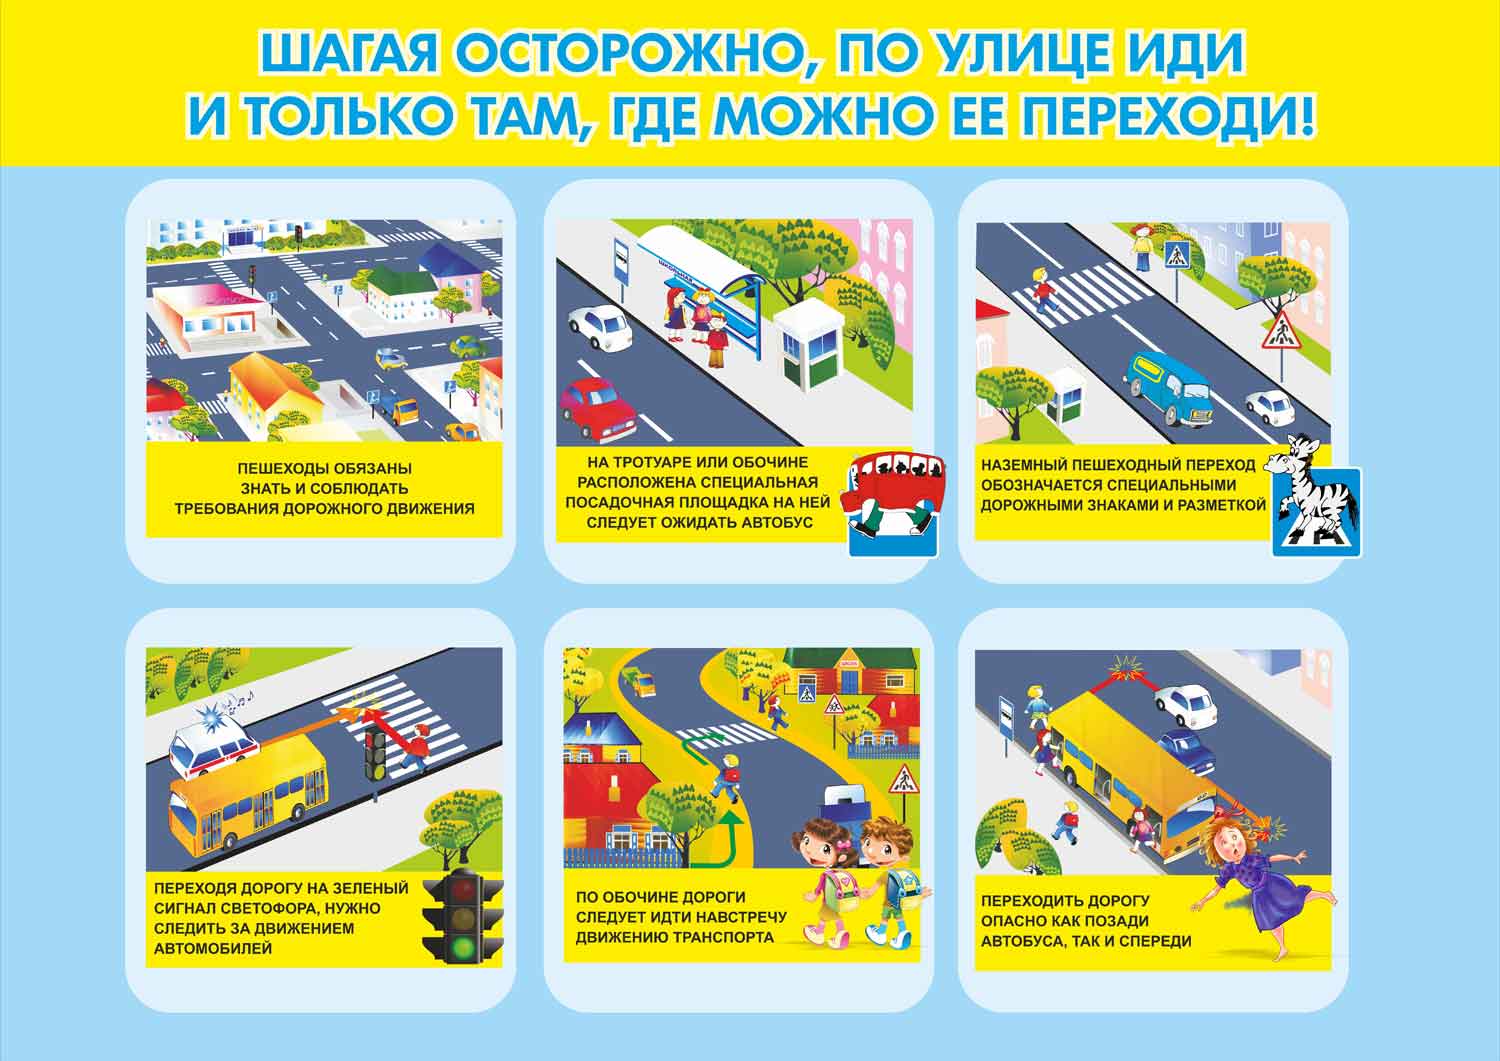 ШАГАЯ ОСТОРОЖНО, ПО УЛИЦЕ ИДИ
И ТОЛЬКО ТАМ, ГДЕ МОЖНО ЕЕ ПЕРЕХОДИ!
ПЕШЕХОДЫ ОБЯЗАНЫ
ЗНАТЬ И СОБЛЮДАТЬ
ТРЕБОВАНИЯ ДОРОЖНОГО ДВИЖЕНИЯ
ШКОЛЬНАЯ
НА ТРОТУАРЕ ИЛИ ОБОЧИНЕ
РАСПОЛОЖЕНА СПЕЦИАЛЬНАЯ
ПОСАДОЧНАЯ ПЛОЩАДКА НА НЕЙ
СЛЕДУЕТ ОЖИДАТЬ АВТОБУС
НАЗЕМНЫЙ ПЕШЕХОДНЫЙ ПЕРЕХОД
ОБОЗНАЧАЕТСЯ СПЕЦИАЛЬНЫМИ
ДОРОЖНЫМИ ЗНАКАМИ И РАЗМЕТКОЙ
ПЕРЕХОДЯ ДОРОГУ НА ЗЕЛЕНЫЙ
СИГНАЛ СВЕТОФОРА, НУЖНО
СЛЕДИТЬ ЗА ДВИЖЕНИЕМ
АВТОМОБИЛЕЙ
ШКОЛА
ПО ОБОЧИНЕ ДОРОГИ
СЛЕДУЕТ ИДТИ НАВСТРЕЧУ
ДВИЖЕНИЮ ТРАНСПОРТА
ПЕРЕХОДИТЬ ДОРОГУ
ОПАСНО КАК ПОЗАДИ
АВТОБУСА, ТАК И СПЕРЕДИ